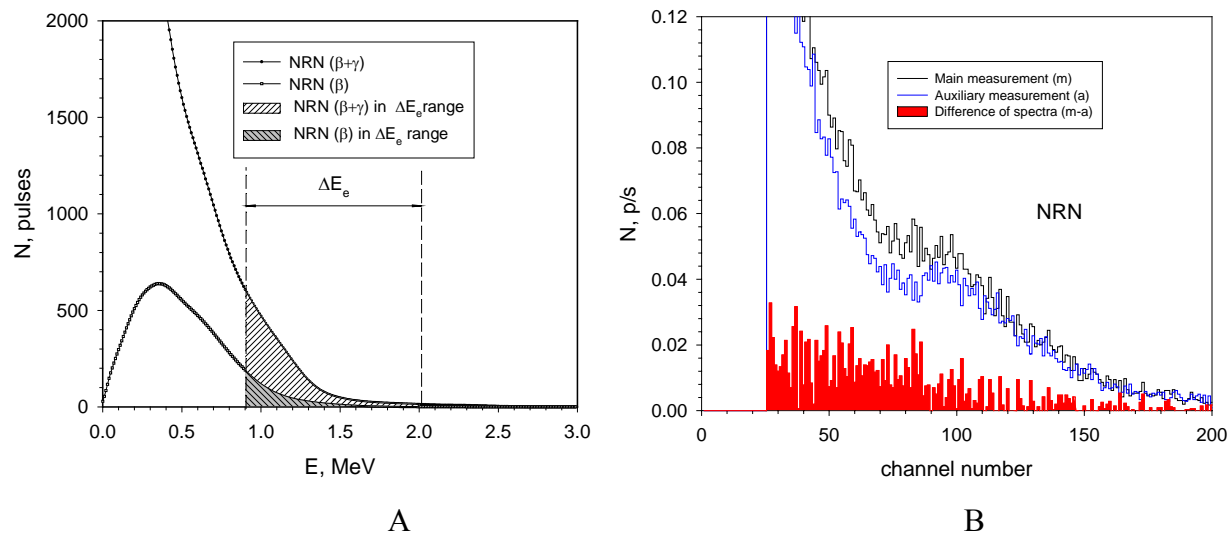 2000
1500
1000
500
0
N, pulses
NRN (β+γ)
NRN (β)
NRN (β+γ) in ΔEe range
NRN (β) in ΔEe range
ΔEe
0.0 0.5 1.0 1.5 2.0 2.5 3.0
E, MeV
A
0.12
0.10
0.08
0.06
0.04
0.02
0.00
N, p/s
Main measurement (m)
Auxiliary measurement (a)
Difference of spectra (m-a)
NRN
0 50 100 150 200
channel number
B